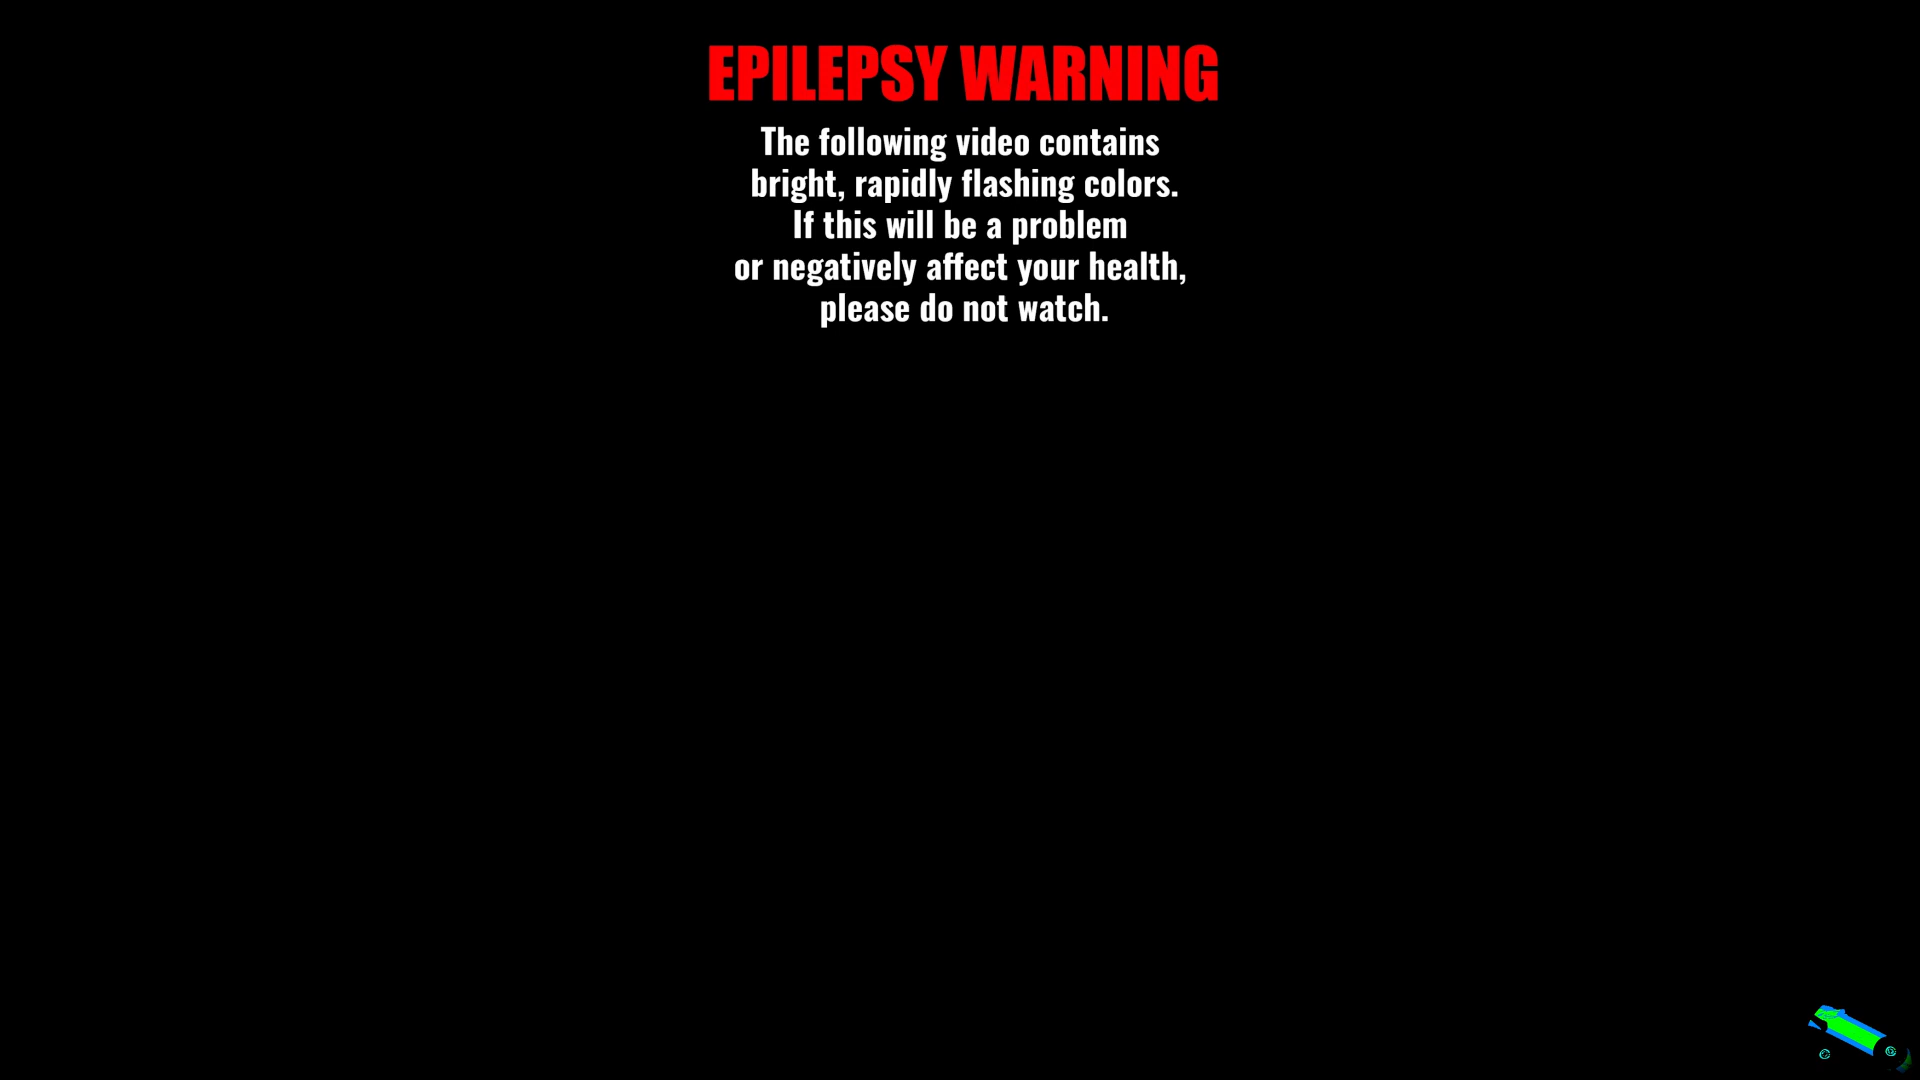 EPILEPSY WARNING
The following video contains
bright, rapidly flashing colors.
If this will be a problem
or negatively affect your health,
please do not watch.